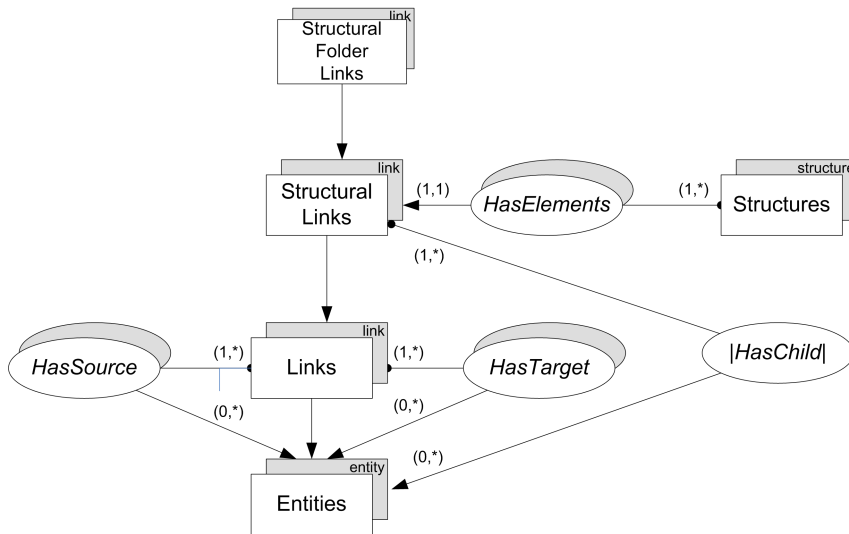 link
Structural
Folder
Links
link
Structural
Links
(1,1)
HasElements
(1,*)
structure
Structures
(1,*)
HasSource
(1,*)
link
Links
(1,*)
HasTarget
|HasChild|
(0,*)
(0,*)
(0,*)
entity
Entities